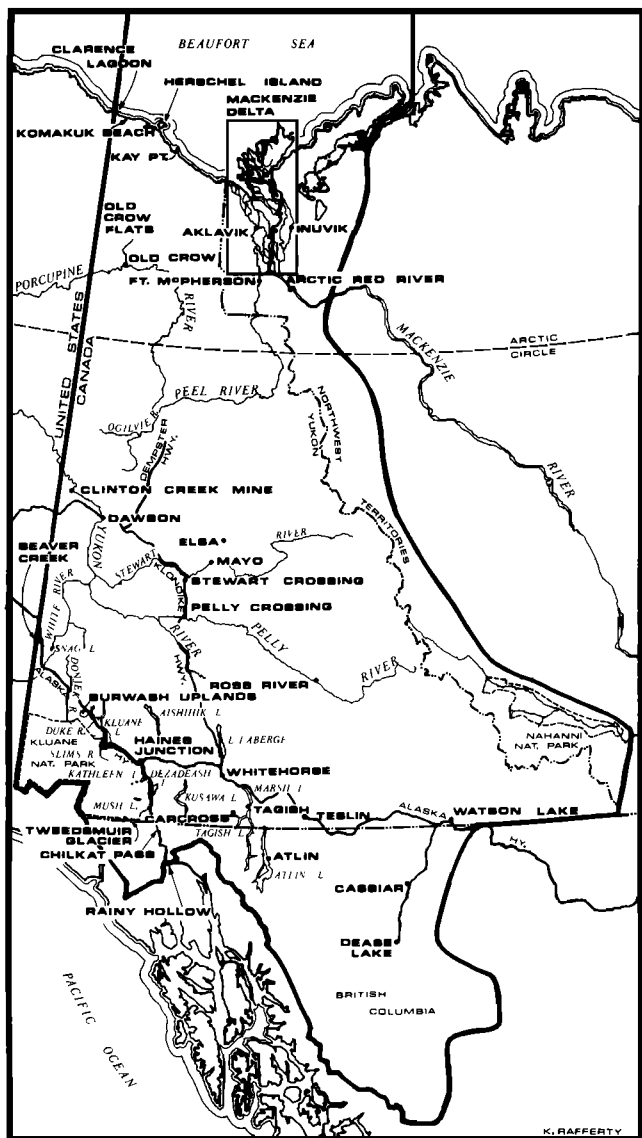 BEAUFORT SEA
CLARENCE
LAGOON
HERSCHEL ISLAND
MACKENZIE
DELTA
KOMAKUK BEACH
KAY PT.
OLD
CROW
FLATS
AKLAVIK
INUVIK
OLD CROW
PORCUPINE
RIVER
FT. McPHERSON
ARCTIC RED RIVER
MACKENZIE
RIVER
ARCTIC
CIRCLE
UNITED STATES
CANADA
PEEL RIVER
NORTHWEST
TERRITORIES
YUKON
OGILVIE R.
DEMPSTER
HWY.
CLINTON CREEK MINE
DAWSON
YUKON
RIVER
BEAVER
CREEK
ELSA
MAYO
STEWART
RIVER
KLONDIKE
HWY.
STEWART CROSSING
PELLY CROSSING
WHITE RIVER
PELLY
RIVER
SNAG L.
DONJEK R.
ALASKA
HY.
ROSS RIVER
BURWASH UPLANDS
AISHIHIK L
DUKE R.
KLUANE
L.
KLUANE
NAT. PARK
SLIMS R.
HAINES
JUNCTION
L LABERGE
NAHANNI
NAT. PARK
KATHLEEN L
DEZADEASH
L
WHITEHORSE
MARSH L
MUSH L.
KUSAWA L
CARCROSS
TAGISH
TAGISH L
TESLIN
ALASKA
HY.
WATSON LAKE
TWEEDSMUIR
GLACIER
CHILKAT PASS
ATLIN
ATLIN L
CASSIAR
RAINY HOLLOW
DEASE
LAKE
BRITISH
COLUMBIA
PACIFIC
OCEAN
K. RAFFERTY